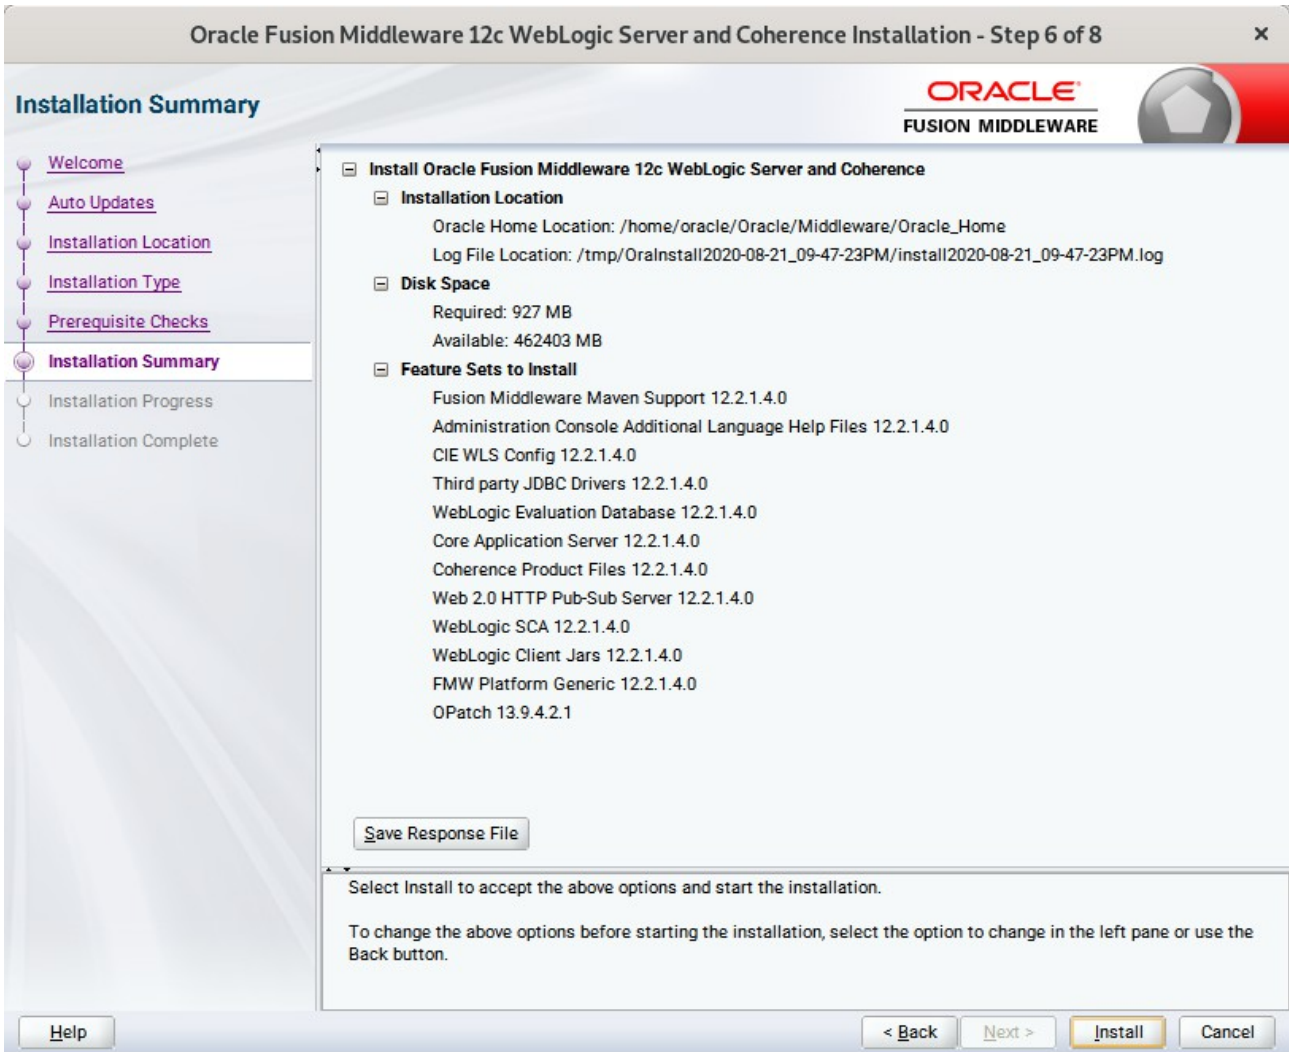 Oracle Fusion Middleware 12c WebLogic Server and Coherence Installation - Step 6 of 8
×
Installation Summary
ORACLE
FUSION MIDDLEWARE
Welcome
Auto Updates
Installation Location
Installation Type
Prerequisite Checks
Installation Summary
Installation Progress
Installation Complete
Install Oracle Fusion Middleware 12c WebLogic Server and Coherence
Installation Location
Oracle Home Location: /home/oracle/Oracle/Middleware/Oracle_Home
Log File Location: /tmp/OraInstall2020-08-21_09-47-23PM/install2020-08-21_09-47-23PM.log
Disk Space
Required: 927 MB
Available: 462403 MB
Feature Sets to Install
Fusion Middleware Maven Support 12.2.1.4.0
Administration Console Additional Language Help Files 12.2.1.4.0
CIE WLS Config 12.2.1.4.0
Third party JDBC Drivers 12.2.1.4.0
WebLogic Evaluation Database 12.2.1.4.0
Core Application Server 12.2.1.4.0
Coherence Product Files 12.2.1.4.0
Web 2.0 HTTP Pub-Sub Server 12.2.1.4.0
WebLogic SCA 12.2.1.4.0
WebLogic Client Jars 12.2.1.4.0
FMW Platform Generic 12.2.1.4.0
OPatch 13.9.4.2.1
Save Response File
Select Install to accept the above options and start the installation.
To change the above options before starting the installation, select the option to change in the left pane or use the
Back button.
Help
< Back
Next >
Install
Cancel